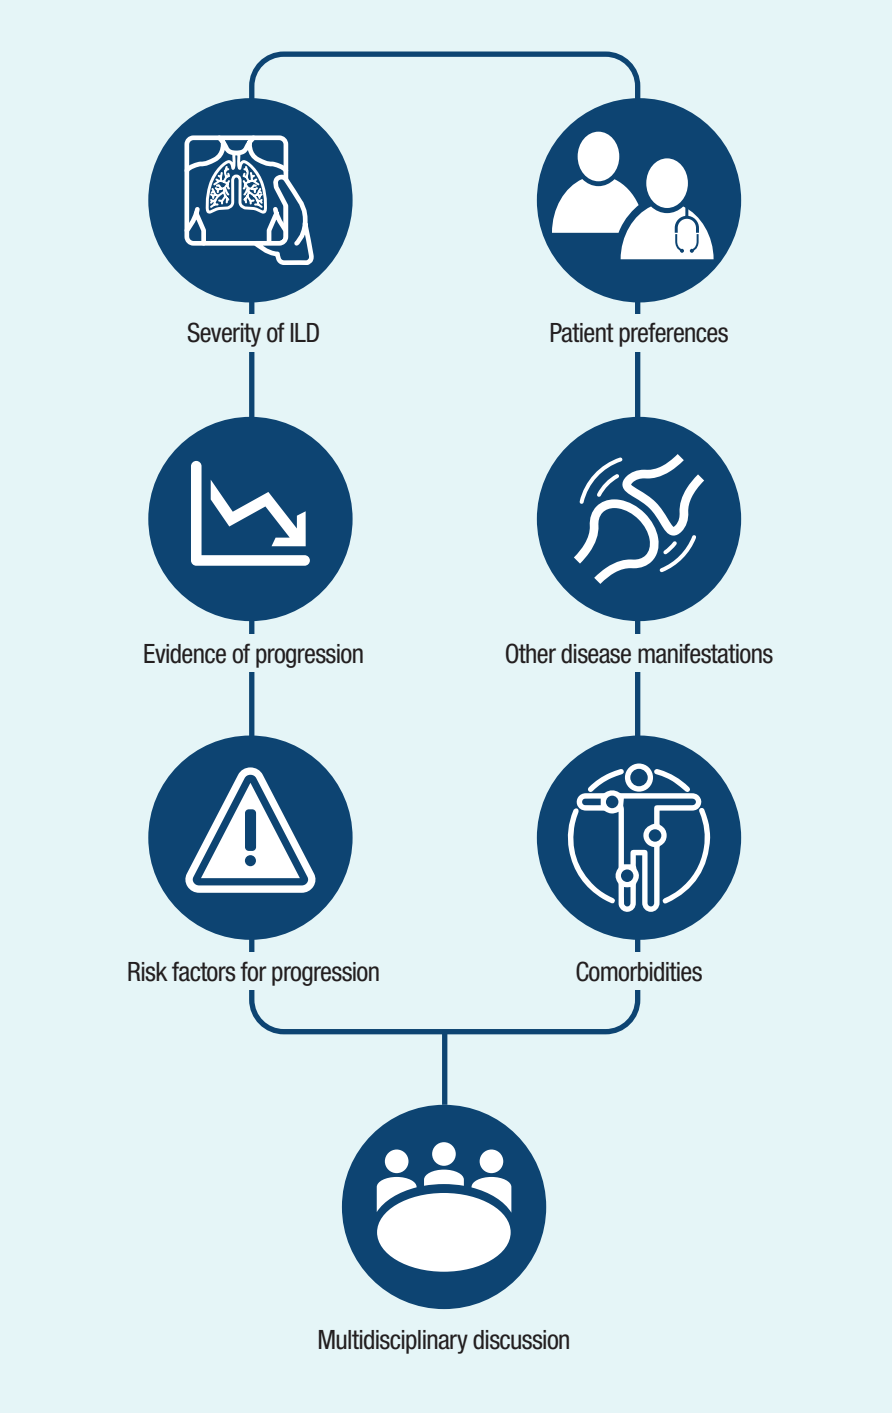 Severity of ILD
Patient preferences
Evidence of progression
Other disease manifestations
Risk factors for progression
Comorbidities
Multidisciplinary discussion